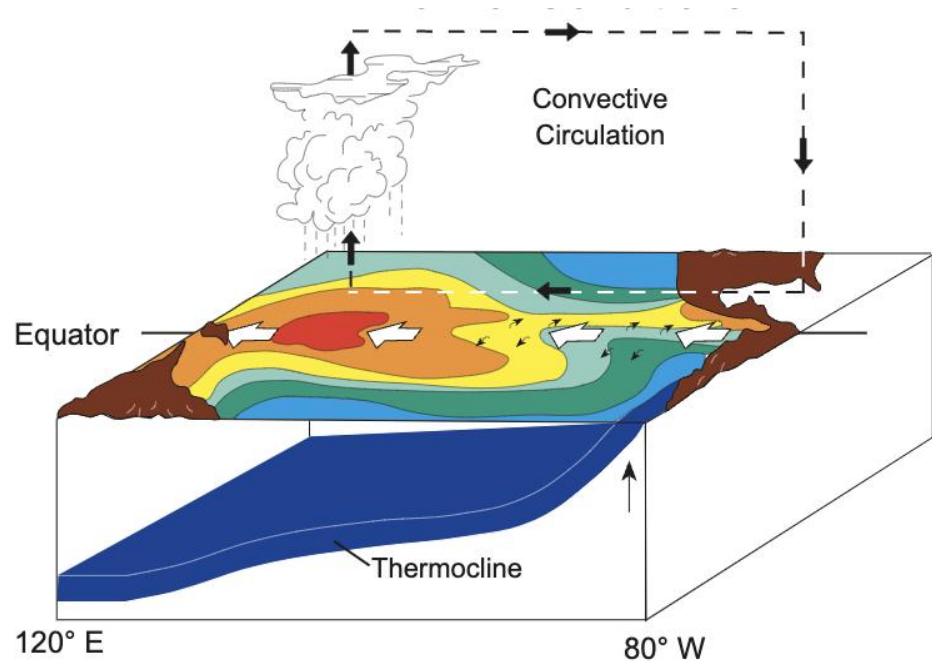 Convective
Circulation
Equator
Thermocline
120° E
80° W